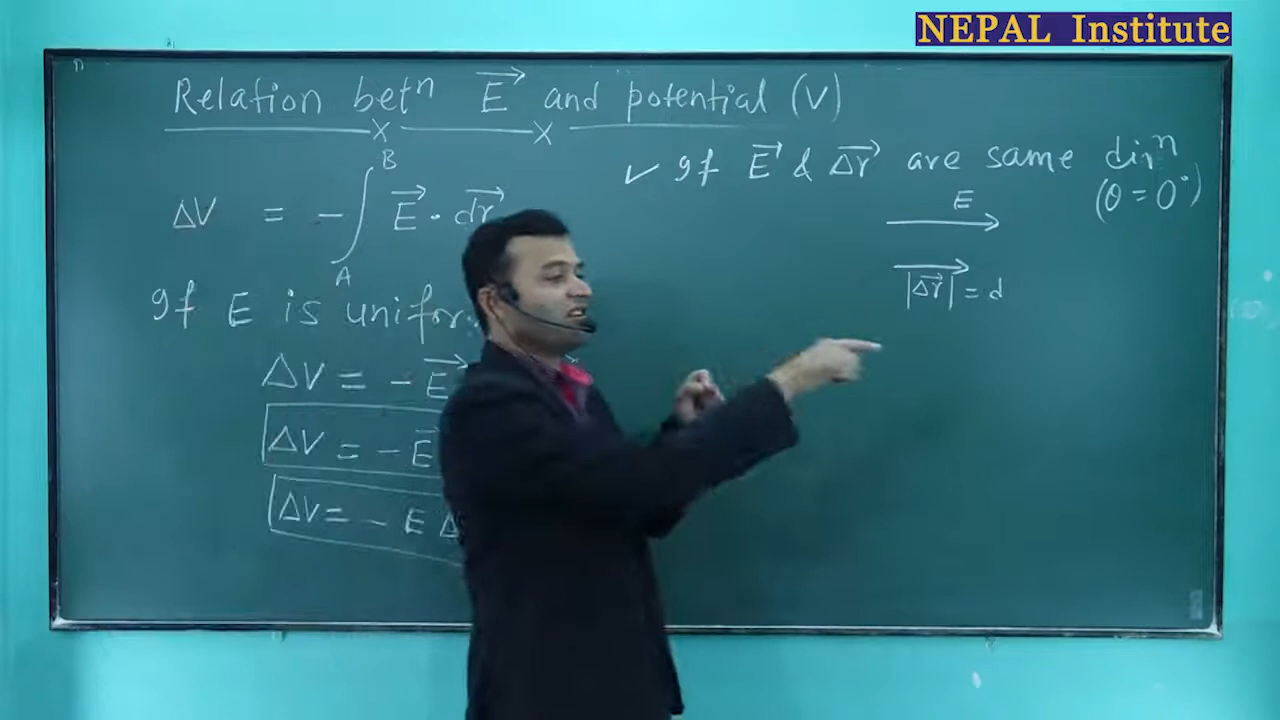 NEPAL Institute
Relation betⁿ E⃗ and potential (V)
ΔV = - ∫ E⃗ · dr⃗
B
A
If E is unifor
ΔV = - E⃗
ΔV = - E⃗
ΔV = - E Δ
✓ If E⃗ & Δr⃗ are same dirⁿ
(θ = 0°)
E
|Δr⃗| = d